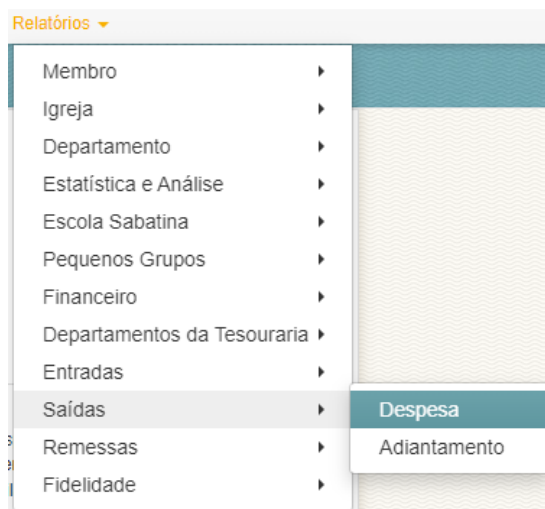 Relatórios
Membro
Igreja
Departamento
Estatística e Análise
Escola Sabatina
Pequenos Grupos
Financeiro
Departamentos da Tesouraria
Entradas
Saídas
Despesa
Remessas
Adiantamento
Fidelidade